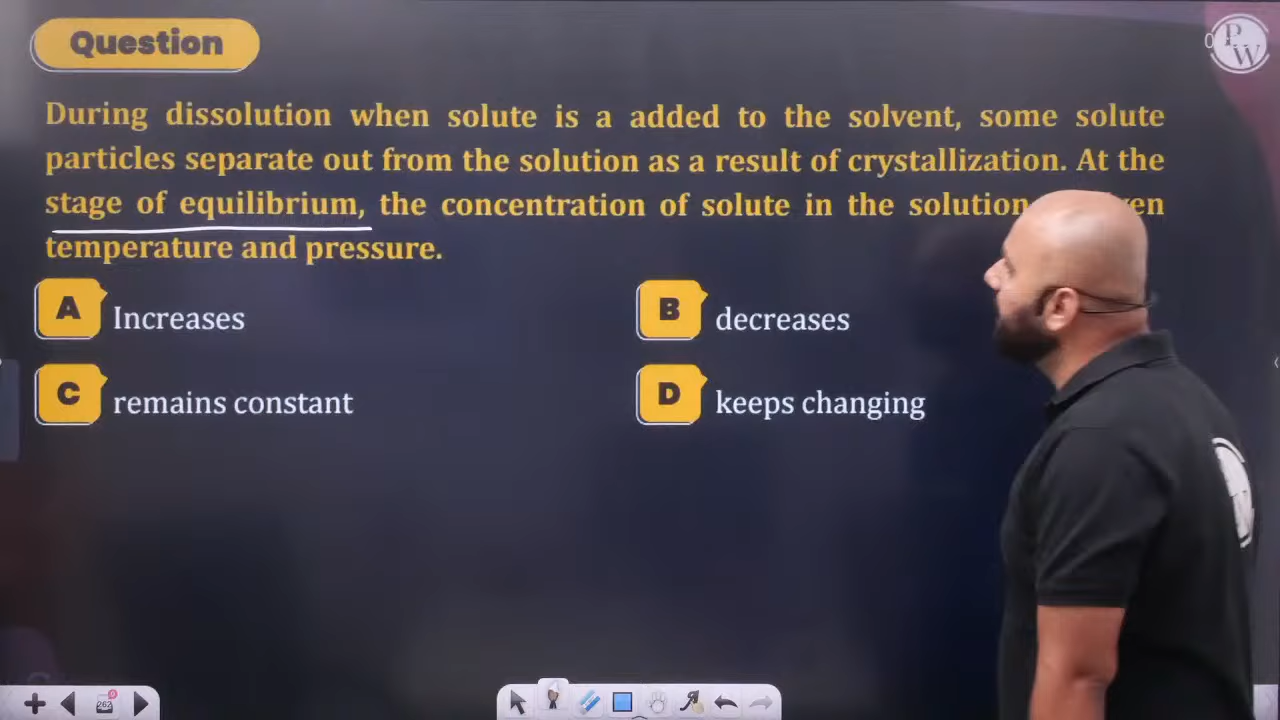 Question
During dissolution when solute is a added to the solvent, some solute
particles separate out from the solution as a result of crystallization. At the
stage of equilibrium, the concentration of solute in the solution
temperature and pressure.
A Increases
B decreases
C remains constant
D keeps changing
PW
262